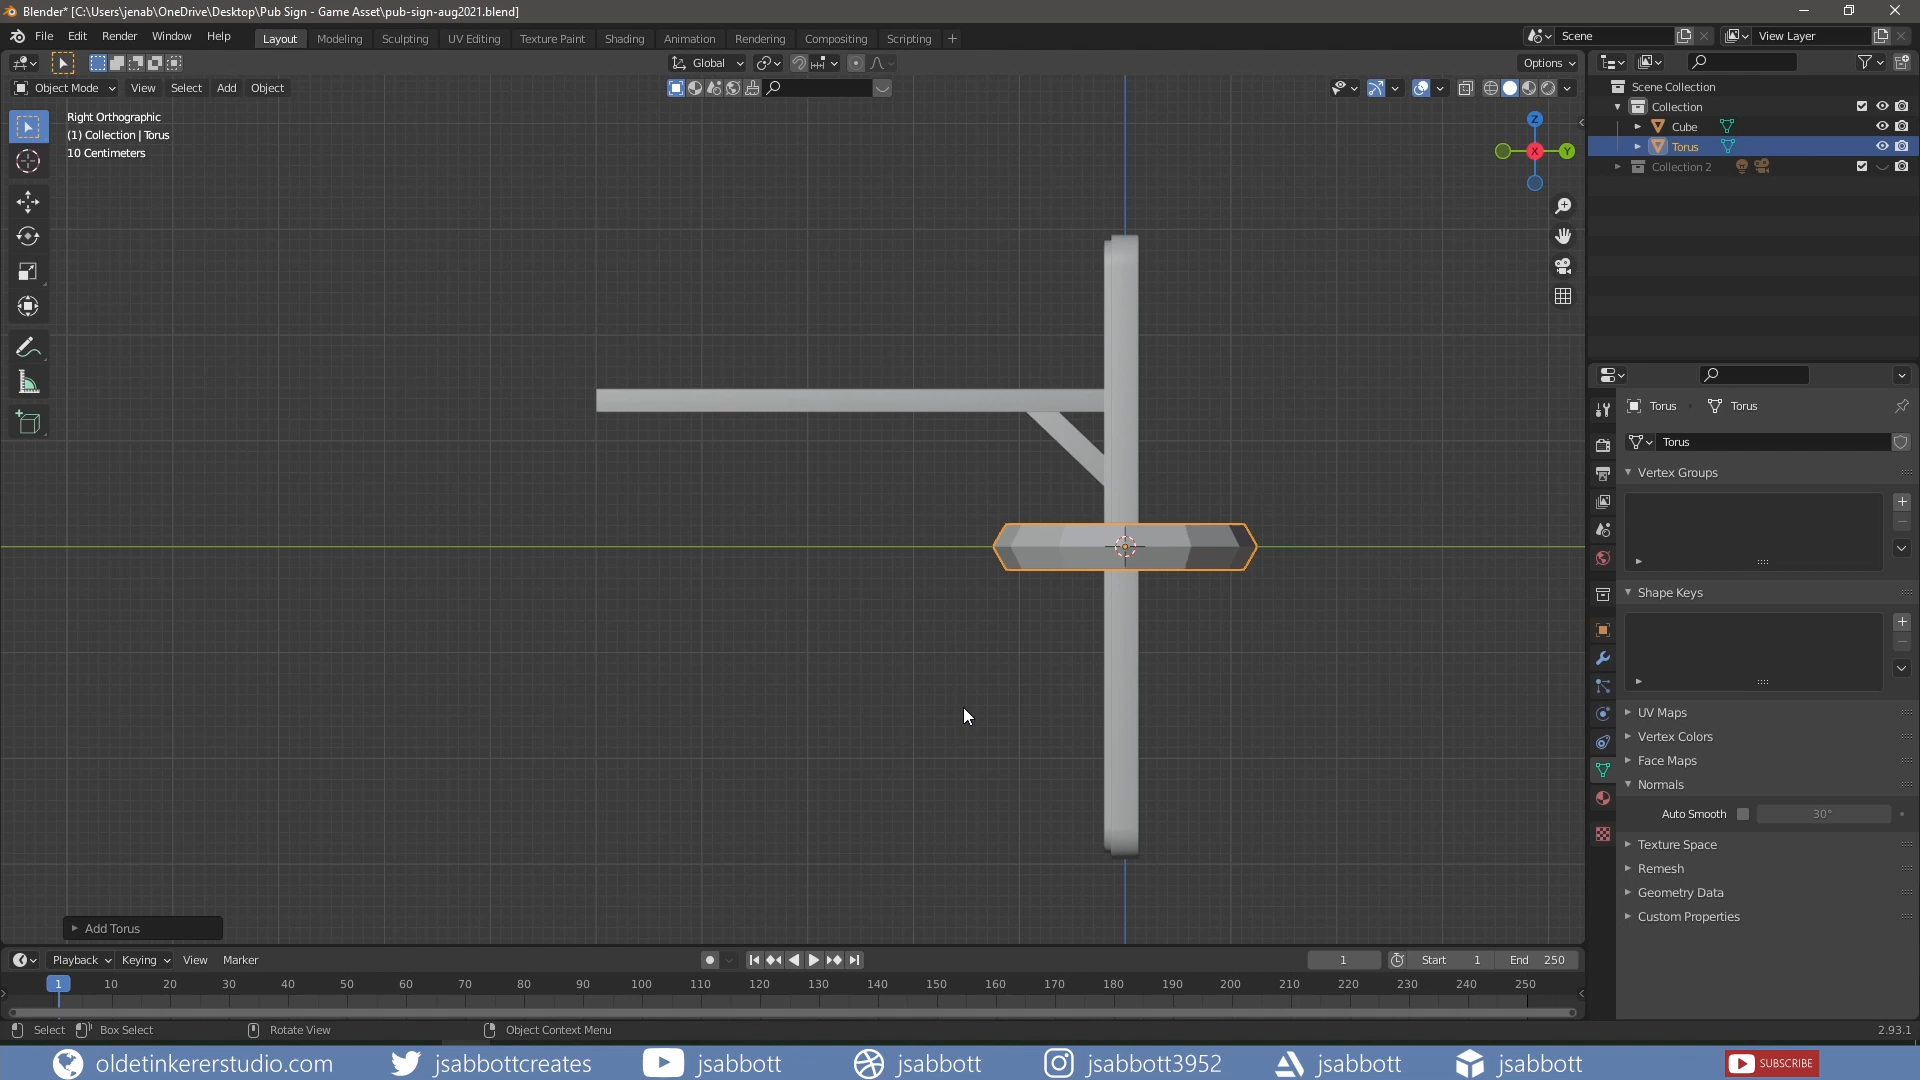 Blender* [C:\Users\jenab\OneDrive\Desktop\Pub Sign - Game Asset\pub-sign-aug2021.blend]
File Edit Render Window Help Layout Modeling Sculpting UV Editing Texture Paint Shading Animation Rendering Compositing Scripting + Scene View Layer
Global Options
Object Mode View Select Add Object
Right Orthographic
(1) Collection | Torus
10 Centimeters
Z
X
Y
Scene Collection
Collection
Cube
Torus
Collection 2
Torus Torus
Torus
Vertex Groups
Shape Keys
UV Maps
Vertex Colors
Face Maps
Normals
Auto Smooth 30°
Texture Space
Remesh
Geometry Data
Custom Properties
Add Torus
Playback Keying View Marker 1 Start 1 End 250
1 10 20 30 40 50 60 70 80 90 100 110 120 130 140 150 160 170 180 190 200 210 220 230 240 250
Select Box Select Rotate View Object Context Menu 2.93.1
oldetinkererstudio.com jsabbottcreates jsabbott jsabbott jsabbott3952 jsabbott jsabbott SUBSCRIBE